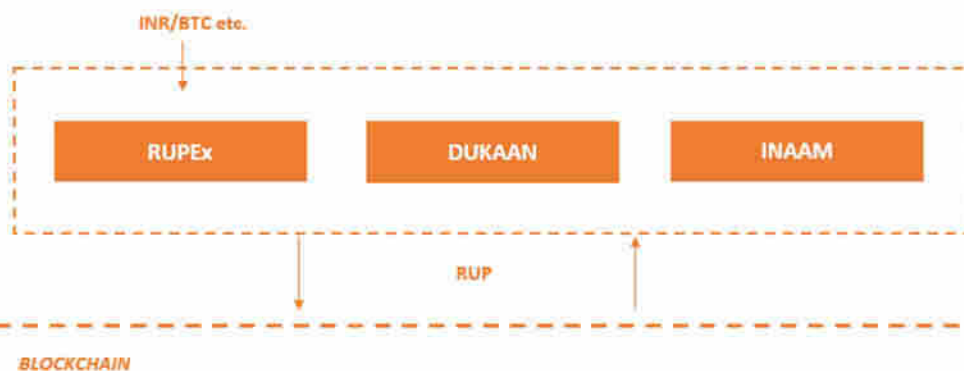 INR/BTC etc.
RUPEx
DUKAAN
INAAM
RUP
BLOCKCHAIN